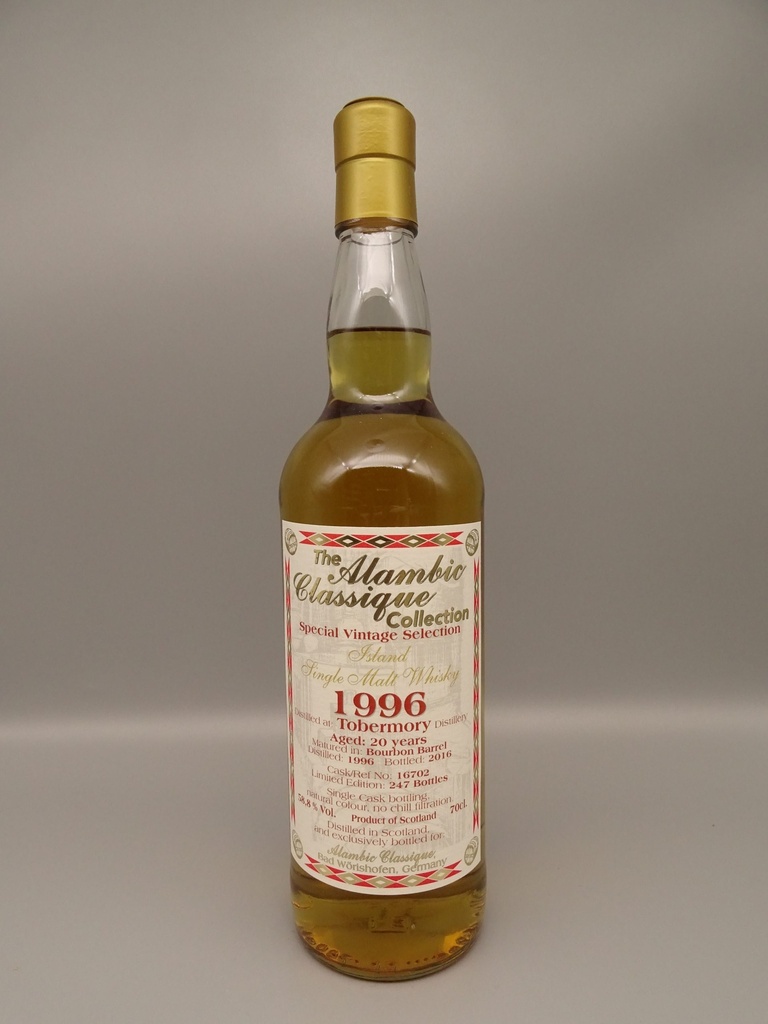 The Alambic
Classique
Collection
Special Vintage Selection
Island
Single Malt Whisky
1996
Distilled at: Tobermory Distillery
Aged: 20 years
Matured in: Bourbon Barrel
Distilled: 1996 Bottled: 2016
Cask/Ref No.: 16702
Limited Edition: 247 Bottles
Single Cask bottling,
natural colour, no chill filtration.
58,8 % Vol. Product of Scotland 70cl.
Distilled in Scotland,
and exclusively bottled for:
Alambic Classique,
Bad Wörishofen, Germany